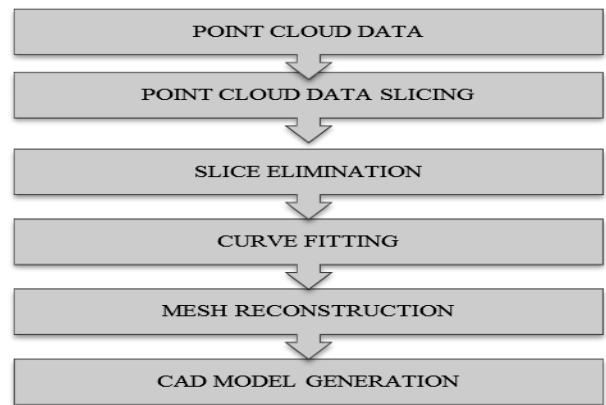 POINT CLOUD DATA
POINT CLOUD DATA SLICING
SLICE ELIMINATION
CURVE FITTING
MESH RECONSTRUCTION
CAD MODEL GENERATION